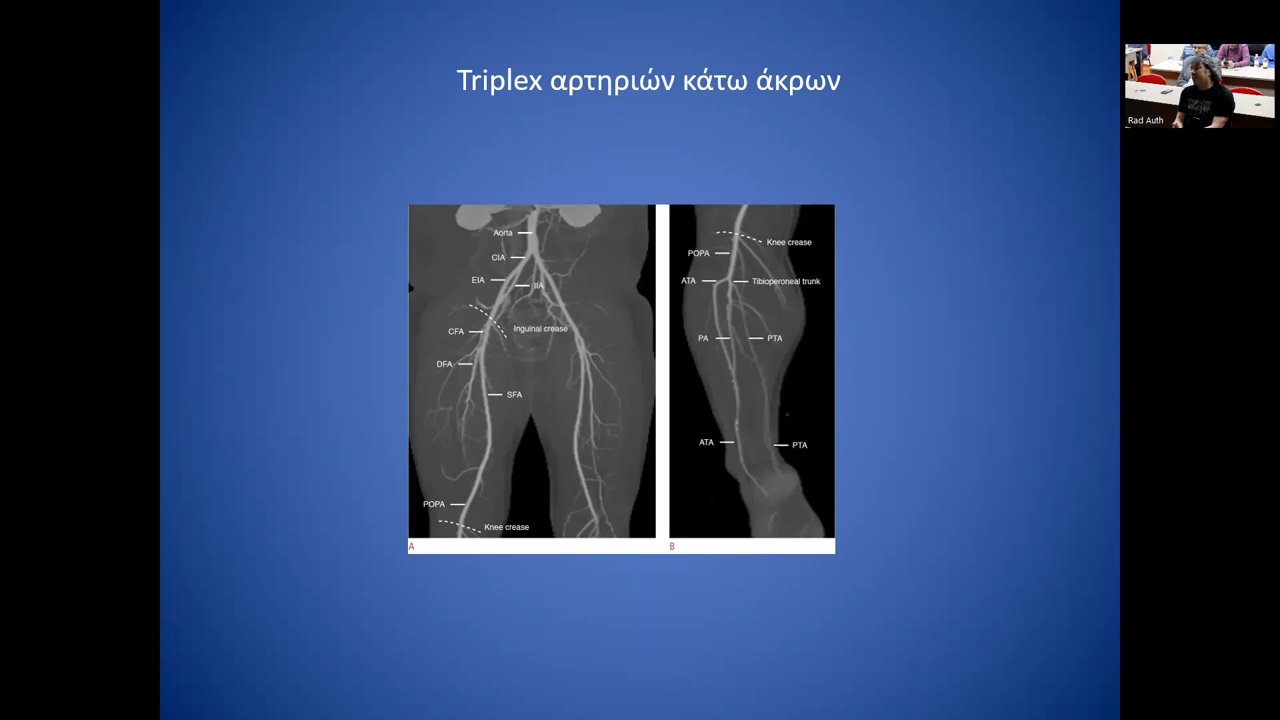 Triplex αρτηριών κάτω άκρων
Rad Auth
Aorta
CIA
EIA
IIA
Inguinal crease
CFA
DFA
SFA
POPA
Knee crease
A
Knee crease
POPA
ATA
Tibioperoneal trunk
PA
PTA
ATA
PTA
B